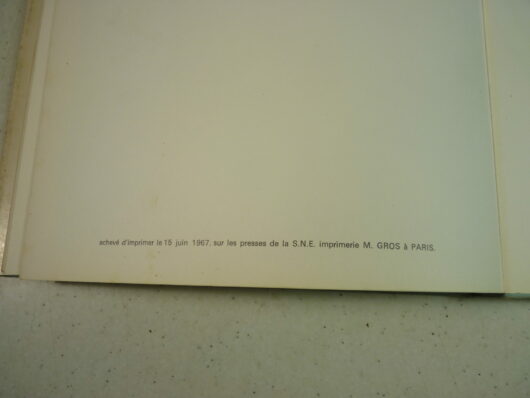 achevé d'imprimer le 15 juin 1967. sur les presses de la S.N.E. imprimerie M. GROS à PARIS.